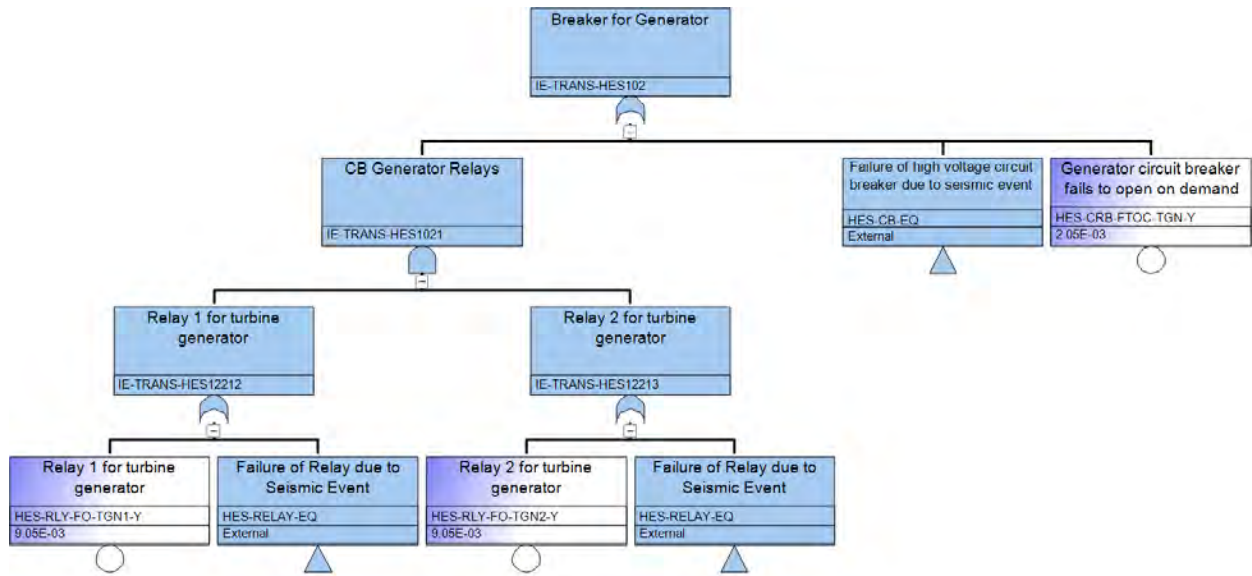 Breaker for Generator
IE-TRANS-HES102
CB Generator Relays
IE-TRANS-HES1021
Failure of high voltage circuit
breaker due to seismic event
HES-CB-EQ
External
Generator circuit breaker
fails to open on demand
HES-CRB-FTOC-TGN-Y
2.05E-03
Relay 1 for turbine
generator
IE-TRANS-HES12212
Relay 2 for turbine
generator
IE-TRANS-HES12213
Relay 1 for turbine
generator
HES-RLY-FO-TGN1-Y
9.05E-03
Failure of Relay due to
Seismic Event
HES-RELAY-EQ
External
Relay 2 for turbine
generator
HES-RLY-FO-TGN2-Y
9.05E-03
Failure of Relay due to
Seismic Event
HES-RELAY-EQ
External